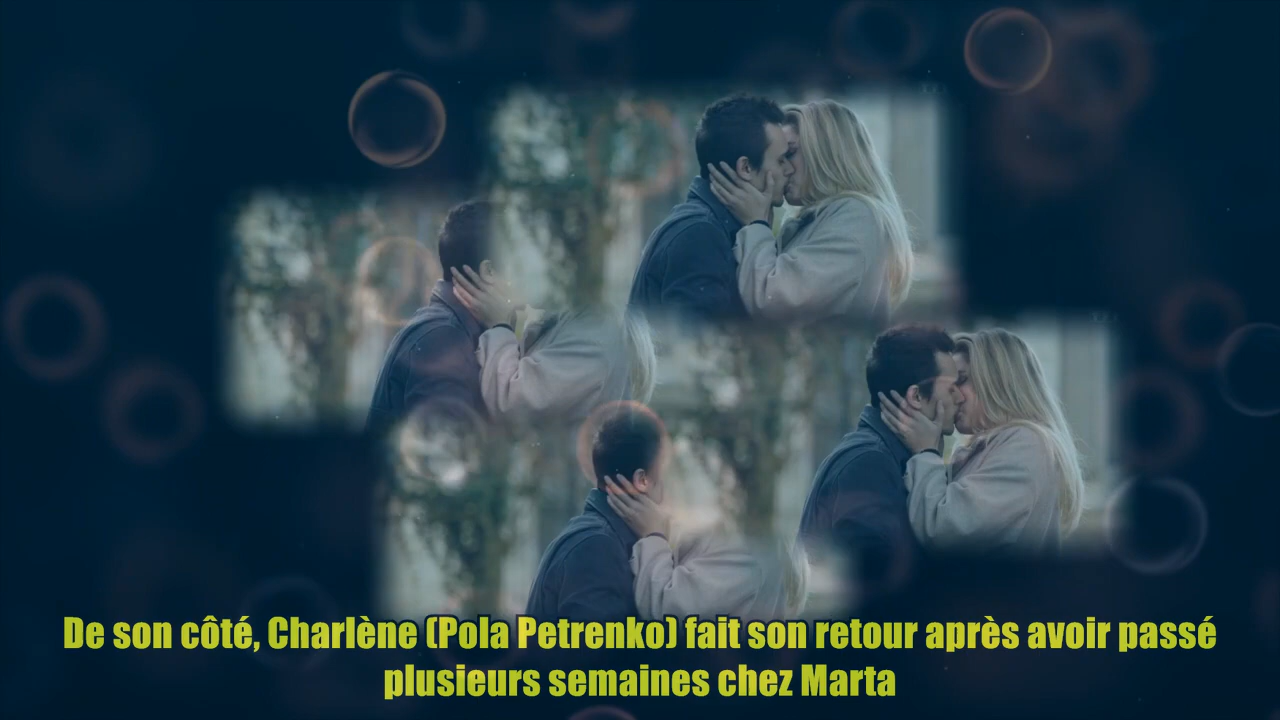 De son côté, Charlène (Pola Petrenko) fait son retour après avoir passé
plusieurs semaines chez Marta